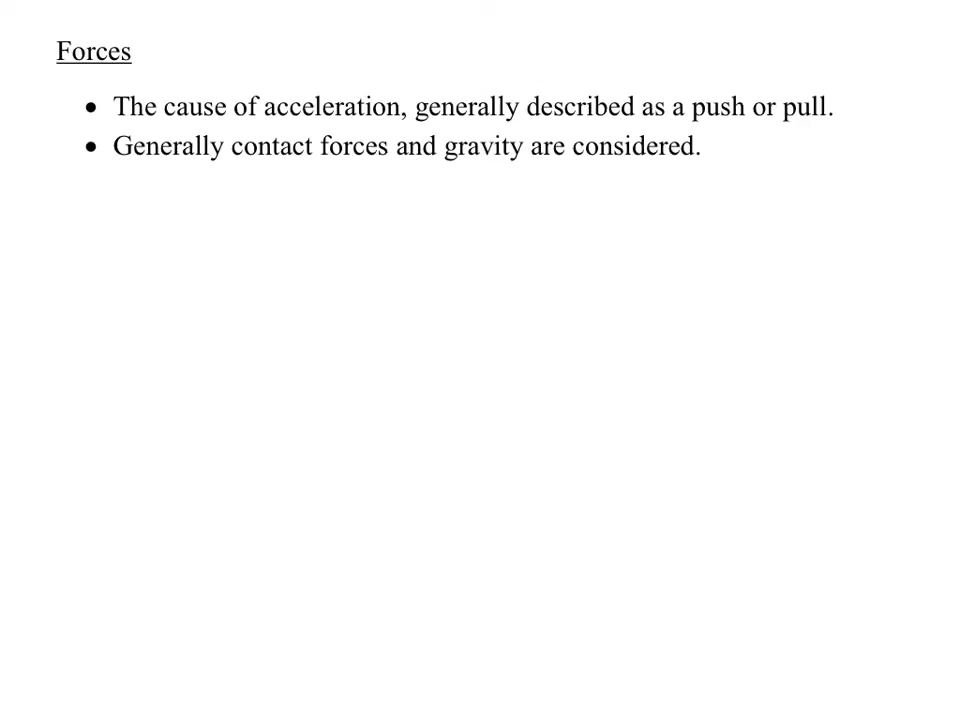 Forces
• The cause of acceleration, generally described as a push or pull.
• Generally contact forces and gravity are considered.